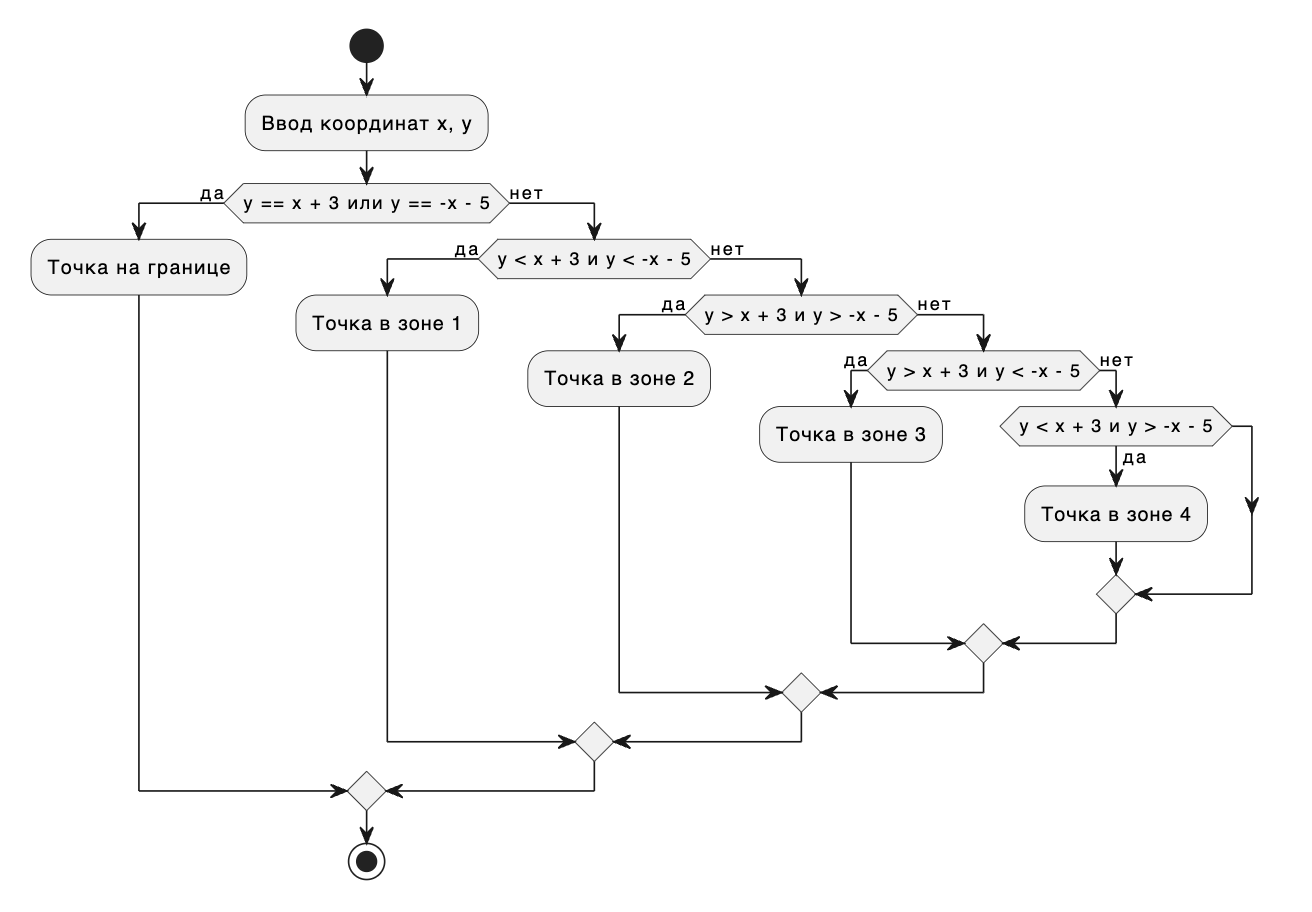 Ввод координат x, y
да
y == x + 3 или y == -x - 5
нет
Точка на границе
да
y < x + 3 и y < -x - 5
нет
Точка в зоне 1
да
y > x + 3 и y > -x - 5
нет
Точка в зоне 2
да
y > x + 3 и y < -x - 5
нет
Точка в зоне 3
y < x + 3 и y > -x - 5
да
Точка в зоне 4